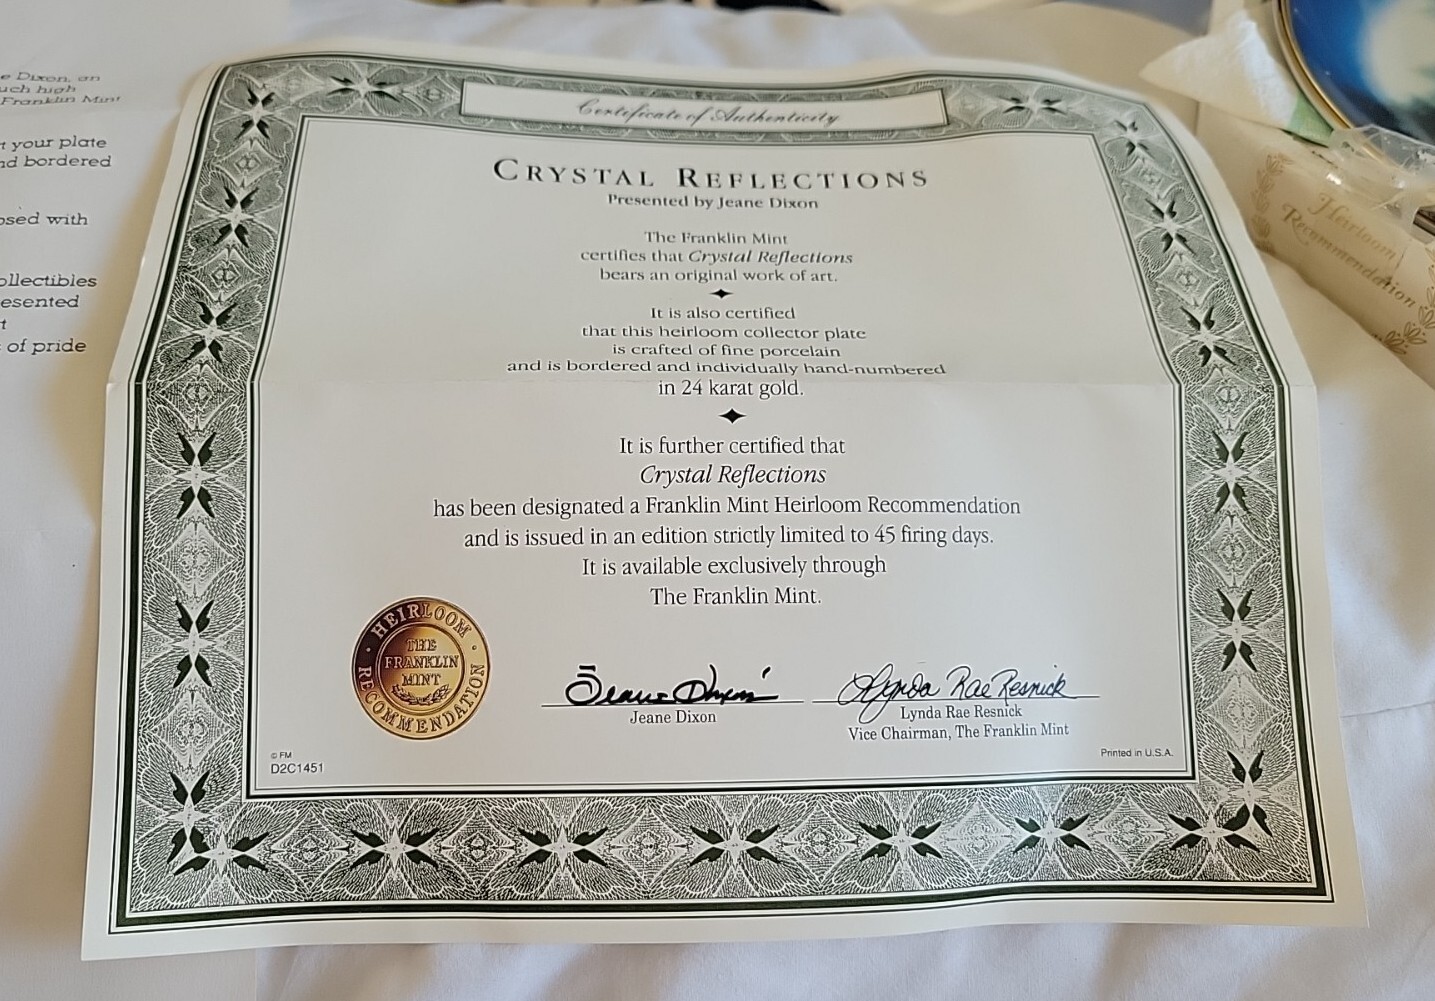 e Dixon, an
uch high
Franklin Mint
t your plate
nd bordered
osed with
ollectibles
esented
t
of pride
Certificate of Authenticity
CRYSTAL REFLECTIONS
Presented by Jeane Dixon
The Franklin Mint
certifies that Crystal Reflections
bears an original work of art.
It is also certified
that this heirloom collector plate
is crafted of fine porcelain
and is bordered and individually hand-numbered
in 24 karat gold.
It is further certified that
Crystal Reflections
has been designated a Franklin Mint Heirloom Recommendation
and is issued in an edition strictly limited to 45 firing days.
It is available exclusively through
The Franklin Mint.
HEIRLOOM RECOMMENDATION
THE
FRANKLIN
MINT
Jeane Dixon
Lynda Rae Resnick
Jeane Dixon
Lynda Rae Resnick
Vice Chairman, The Franklin Mint
© FM
D2C1451
Printed in U.S.A.
Heirloom
Recommendation